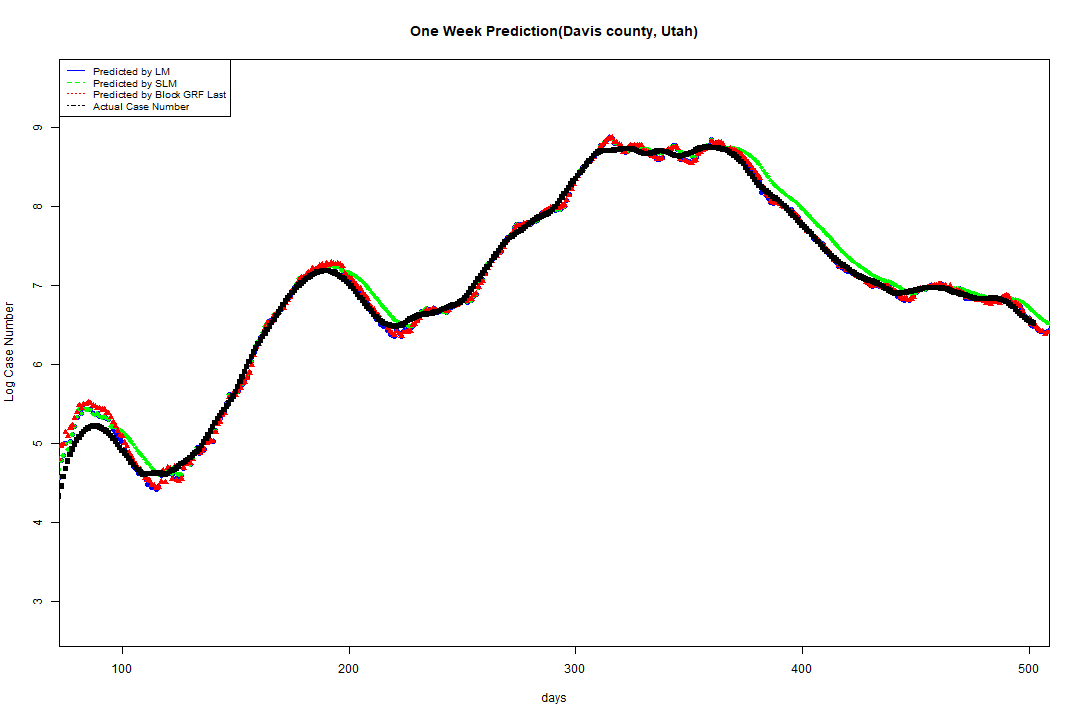 One Week Prediction(Davis county, Utah)
Predicted by LM
Predicted by SLM
Predicted by Block GRF Last
Actual Case Number
9
8
7
6
5
4
3
Log Case Number
100 200 300 400 500
days